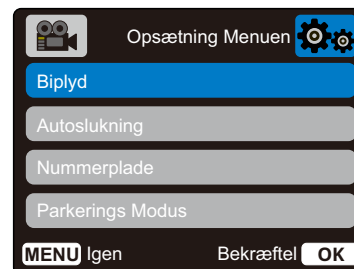 Opsætning Menuen
Biplyd
Autoslukning
Nummerplade
Parkerings Modus
MENU Igen Bekræftel OK